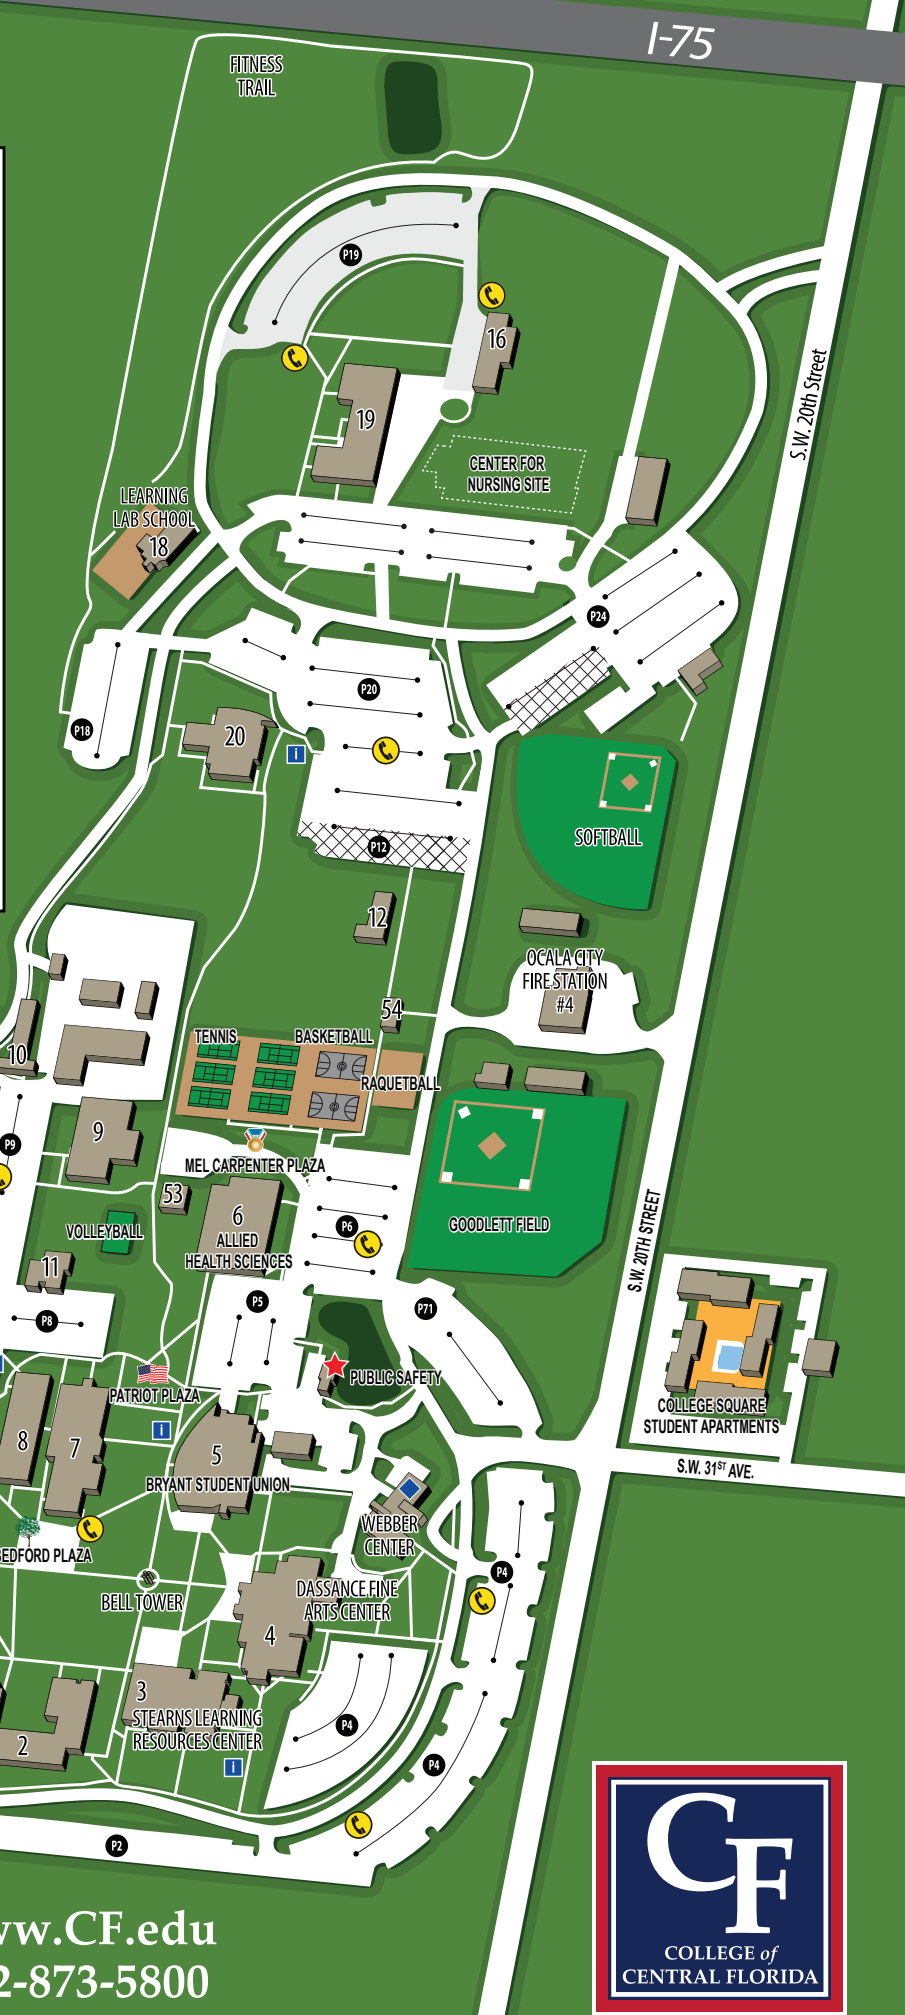 I-75
FITNESS
TRAIL
P19
16
S.W. 20th Street
19
CENTER FOR
NURSING SITE
LEARNING
LAB SCHOOL
18
P24
P20
P18
20
i
SOFTBALL
P12
12
OCALA CITY
FIRE STATION
#4
54
TENNIS
BASKETBALL
10
RAQUETBALL
9
P9
MEL CARPENTER PLAZA
53
6
ALLIED
HEALTH SCIENCES
P6
GOODLETT FIELD
S.W. 20TH STREET
VOLLEYBALL
11
P8
P5
P71
PUBLIC SAFETY
PATRIOT PLAZA
i
COLLEGE SQUARE
STUDENT APARTMENTS
8
7
5
BRYANT STUDENT UNION
S.W. 31ST AVE.
WEBBER
CENTER
BEDFORD PLAZA
P4
BELL TOWER
DASSANCE FINE
ARTS CENTER
4
3
STEARNS LEARNING
RESOURCES CENTER
2
i
P4
P4
P2
ww.CF.edu
2-873-5800
CF
COLLEGE of
CENTRAL FLORIDA